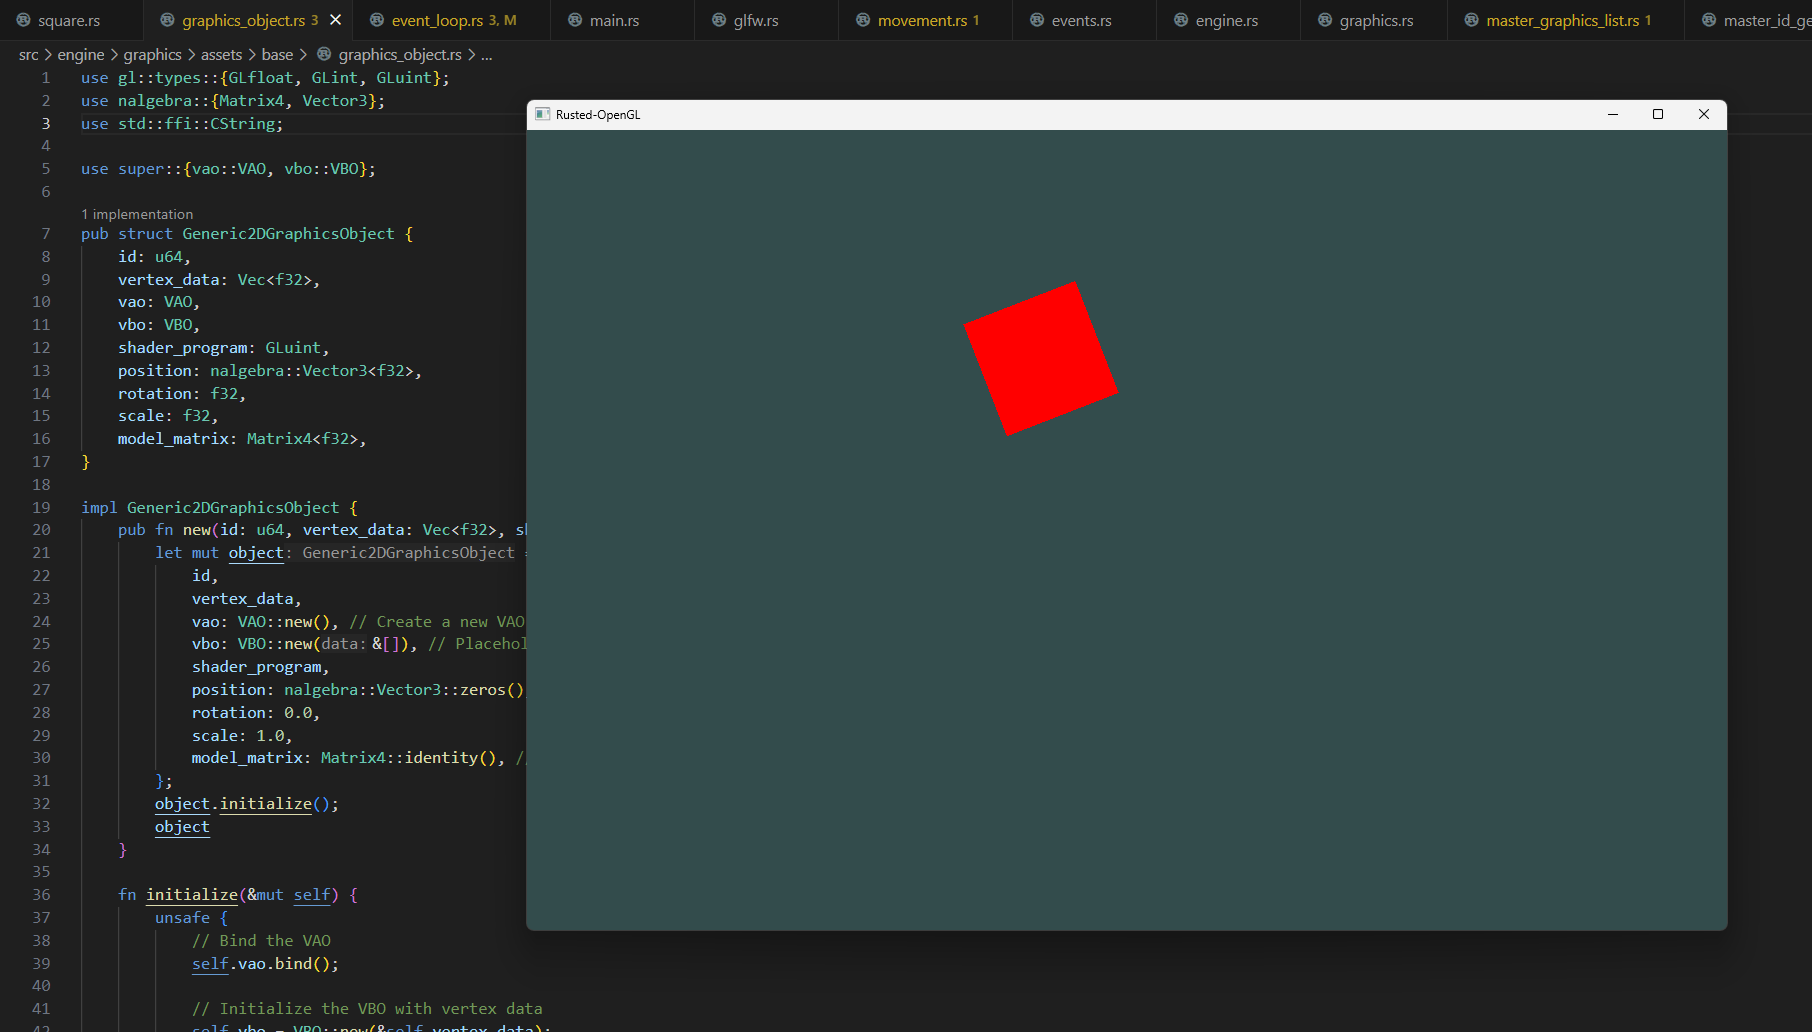 square.rs
graphics_object.rs 3
event_loop.rs 3, M
main.rs
glfw.rs
movement.rs 1
events.rs
engine.rs
graphics.rs
master_graphics_list.rs 1
src > engine > graphics > assets > base > graphics_object.rs > ...
1 use gl::types::{GLfloat, GLint, GLuint};
2 use nalgebra::{Matrix4, Vector3};
3 use std::ffi::CString;
4
5 use super::{vao::VAO, vbo::VBO};
6
1 implementation
7 pub struct Generic2DGraphicsObject {
8 id: u64,
9 vertex_data: Vec<f32>,
10 vao: VAO,
11 vbo: VBO,
12 shader_program: GLuint,
13 position: nalgebra::Vector3<f32>,
14 rotation: f32,
15 scale: f32,
16 model_matrix: Matrix4<f32>,
17 }
18
19 impl Generic2DGraphicsObject {
20 pub fn new(id: u64, vertex_data: Vec<f32>,
21 let mut object: Generic2DGraphicsObject =
22 id,
23 vertex_data,
24 vao: VAO::new(), // Create a new VAO
25 vbo: VBO::new(data: &[]), //
26 shader_program,
27 position: nalgebra::Vector3::zeros()
28 rotation: 0.0,
29 scale: 1.0,
30 model_matrix: Matrix4::identity(), /
31 };
32 object.initialize();
33 object
34 }
35
36 fn initialize(&mut self) {
37 unsafe {
38 // Bind the VAO
39 self.vao.bind();
40
41 // Initialize the VBO with vertex data
42 self.vbo = VBO::new(&self.vertex_data);
Rusted-OpenGL